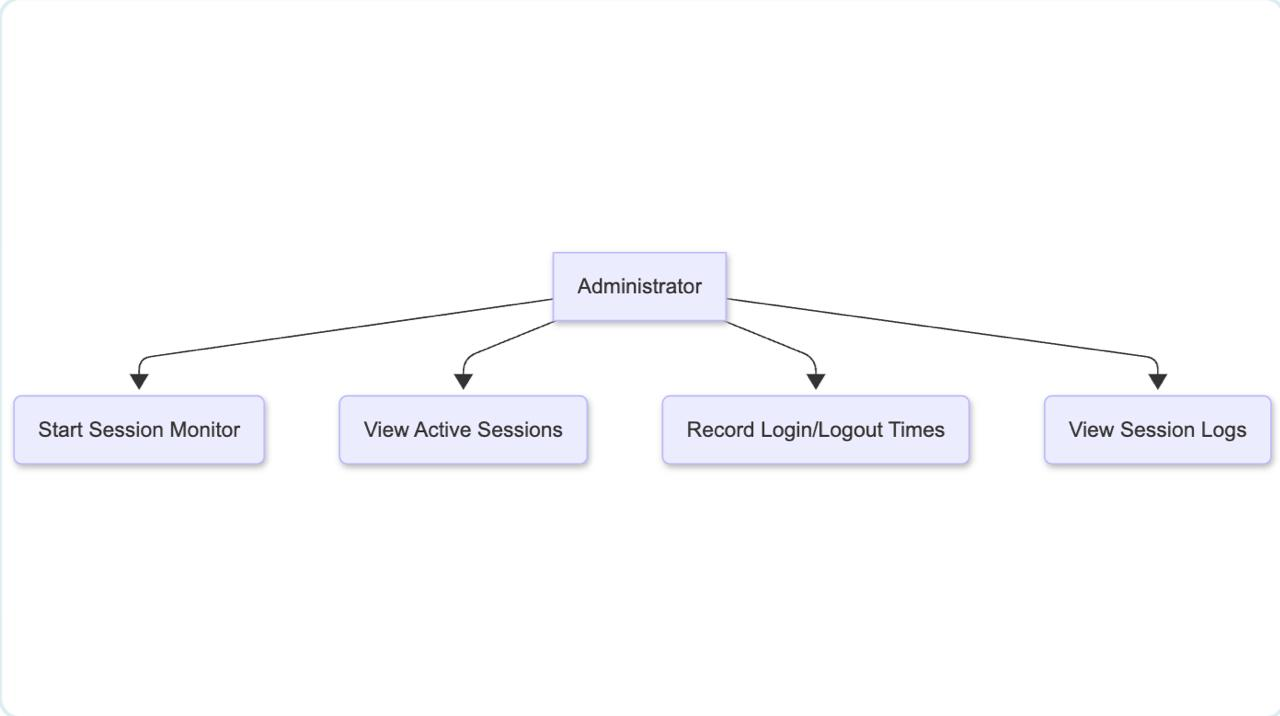 Administrator
Start Session Monitor
View Active Sessions
Record Login/Logout Times
View Session Logs